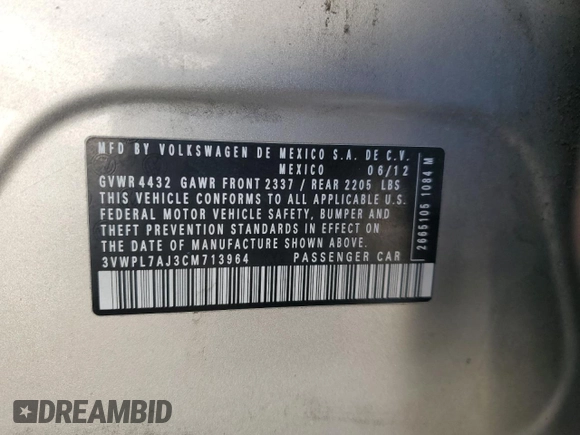 MFD BY VOLKSWAGEN DE MEXICO S.A. DE C.V.
MEXICO 06/12
GVWR 4432 GAWR FRONT 2337 / REAR 2205 LBS
THIS VEHICLE CONFORMS TO ALL APPLICABLE U.S.
FEDERAL MOTOR VEHICLE SAFETY, BUMPER AND
THEFT PREVENTION STANDARDS IN EFFECT ON
THE DATE OF MANUFACTURE SHOWN ABOVE.
3VWPL7AJ3CM713964 PASSENGER CAR
2665105 1084 M
DREAMBID